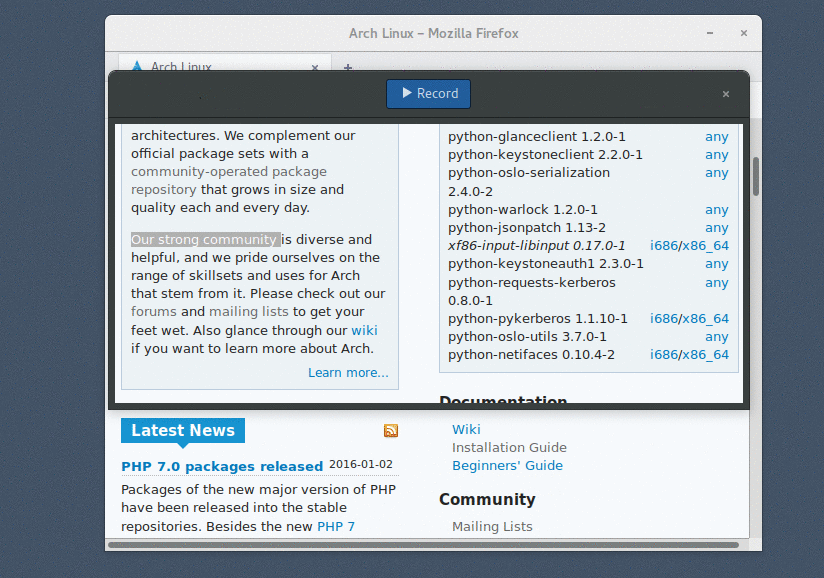 Arch Linux – Mozilla Firefox
Arch Linux
Record
architectures. We complement our
official package sets with a
community-operated package
repository that grows in size and
quality each and every day.
Our strong community is diverse and
helpful, and we pride ourselves on the
range of skillsets and uses for Arch
that stem from it. Please check out our
forums and mailing lists to get your
feet wet. Also glance through our wiki
if you want to learn more about Arch.
Learn more...
python-glanceclient 1.2.0-1 any
python-keystoneclient 2.2.0-1 any
python-oslo-serialization any
2.4.0-2
python-warlock 1.2.0-1 any
python-jsonpatch 1.13-2 any
xf86-input-libinput 0.17.0-1 i686/x86_64
python-keystoneauth1 2.3.0-1 any
python-requests-kerberos any
0.8.0-1
python-pykerberos 1.1.10-1 i686/x86_64
python-oslo-utils 3.7.0-1 any
python-netifaces 0.10.4-2 i686/x86_64
Latest News
PHP 7.0 packages released 2016-01-02
Packages of the new major version of PHP
have been released into the stable
repositories. Besides the new PHP 7
Documentation
Wiki
Installation Guide
Beginners' Guide
Community
Mailing Lists